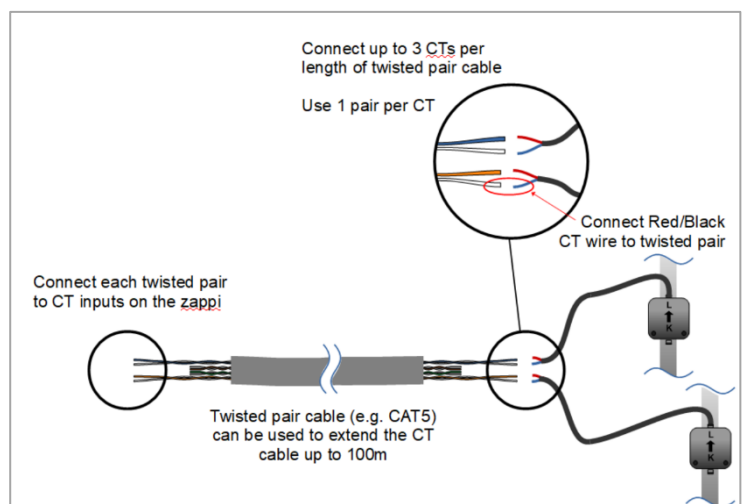 Connect up to 3 CTs per
length of twisted pair cable
Use 1 pair per CT
Connect Red/Black
CT wire to twisted pair
Connect each twisted pair
to CT inputs on the zappi
L
K
Twisted pair cable (e.g. CAT5)
can be used to extend the CT
cable up to 100m
L
K